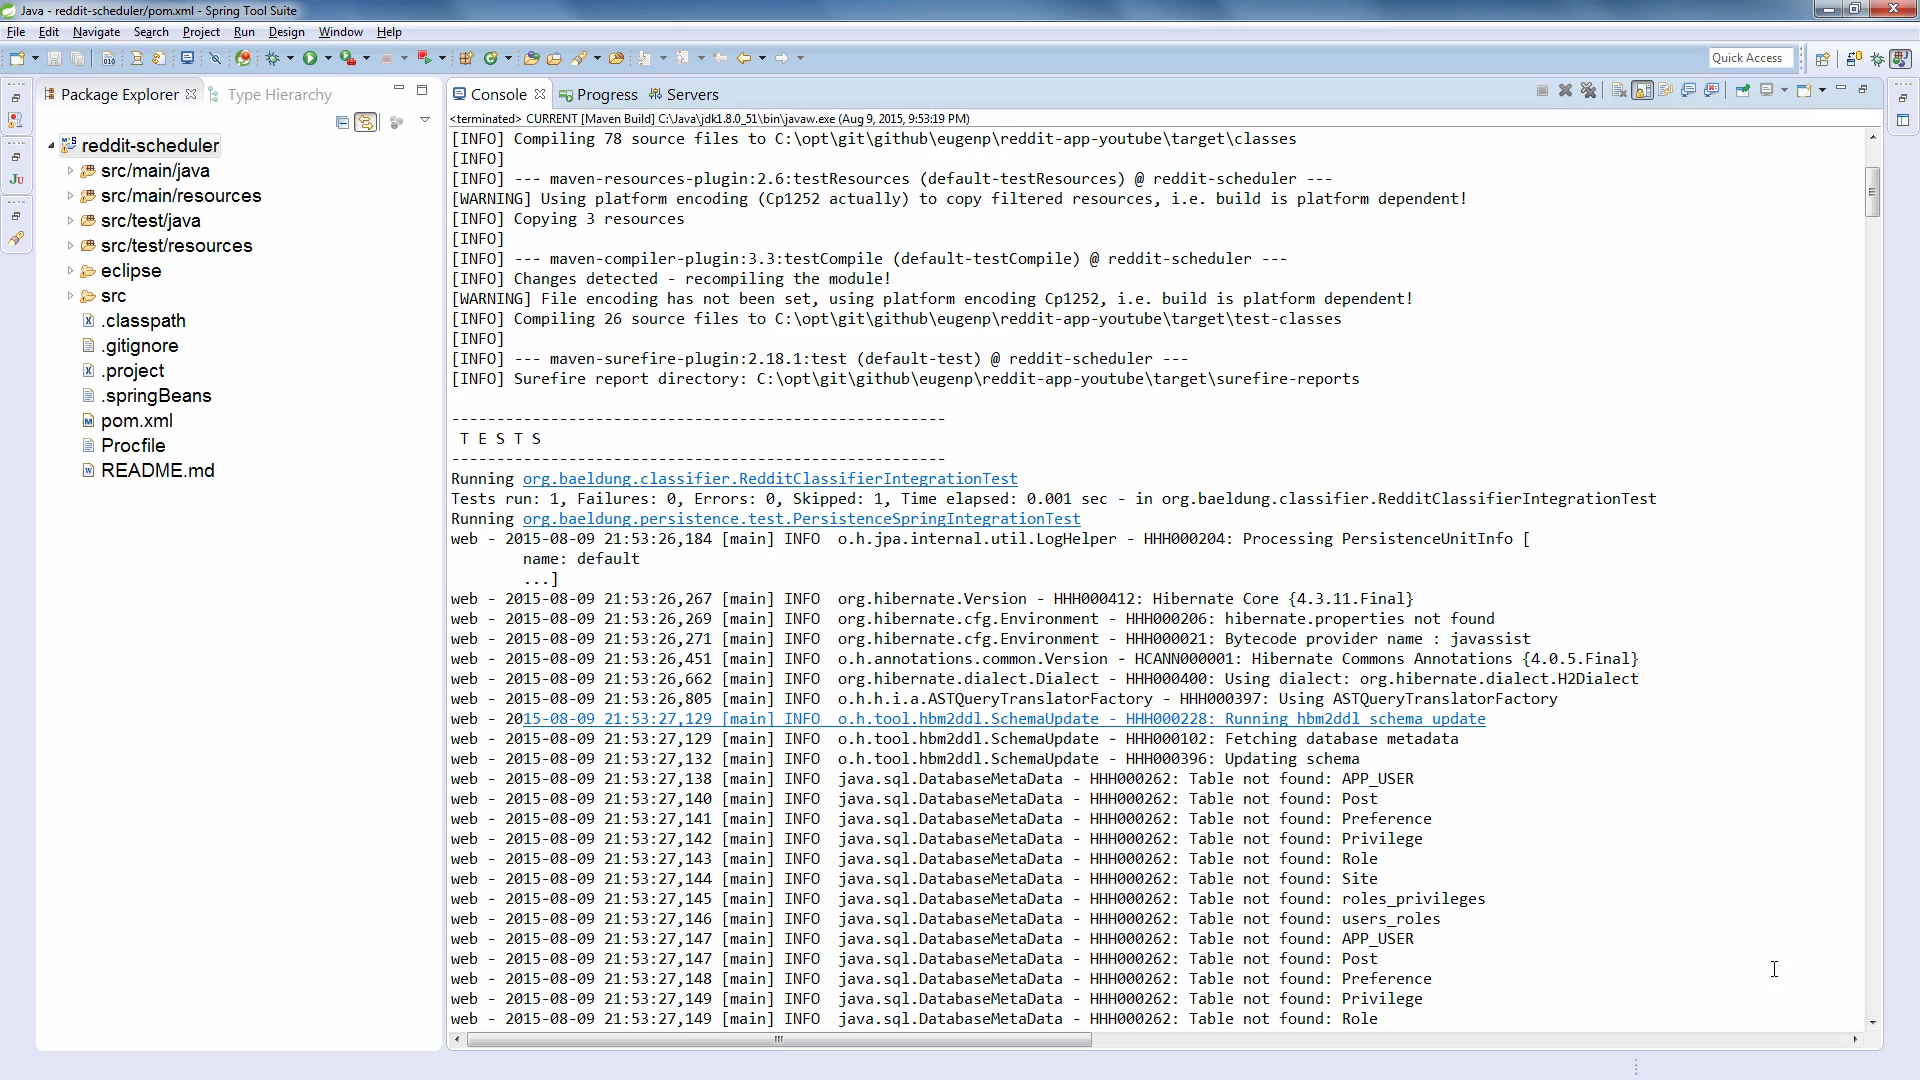 Java - reddit-scheduler/pom.xml - Spring Tool Suite
File Edit Navigate Search Project Run Design Window Help
Quick Access
Package Explorer Type Hierarchy
reddit-scheduler
src/main/java
src/main/resources
src/test/java
src/test/resources
eclipse
src
.classpath
.gitignore
.project
.springBeans
pom.xml
Procfile
README.md
Console Progress Servers
<terminated> CURRENT [Maven Build] C:\Java\jdk1.8.0_51\bin\javaw.exe (Aug 9, 2015, 9:53:19 PM)
[INFO] Compiling 78 source files to C:\opt\git\github\eugenp\reddit-app-youtube\target\classes
[INFO]
[INFO] --- maven-resources-plugin:2.6:testResources (default-testResources) @ reddit-scheduler ---
[WARNING] Using platform encoding (Cp1252 actually) to copy filtered resources, i.e. build is platform dependent!
[INFO] Copying 3 resources
[INFO]
[INFO] --- maven-compiler-plugin:3.3:testCompile (default-testCompile) @ reddit-scheduler ---
[INFO] Changes detected - recompiling the module!
[WARNING] File encoding has not been set, using platform encoding Cp1252, i.e. build is platform dependent!
[INFO] Compiling 26 source files to C:\opt\git\github\eugenp\reddit-app-youtube\target\test-classes
[INFO]
[INFO] --- maven-surefire-plugin:2.18.1:test (default-test) @ reddit-scheduler ---
[INFO] Surefire report directory: C:\opt\git\github\eugenp\reddit-app-youtube\target\surefire-reports
-------------------------------------------------------
T E S T S
-------------------------------------------------------
Running org.baeldung.classifier.RedditClassifierIntegrationTest
Tests run: 1, Failures: 0, Errors: 0, Skipped: 1, Time elapsed: 0.001 sec - in org.baeldung.classifier.RedditClassifierIntegrationTest
Running org.baeldung.persistence.test.PersistenceSpringIntegrationTest
web - 2015-08-09 21:53:26,184 [main] INFO  o.h.jpa.internal.util.LogHelper - HHH000204: Processing PersistenceUnitInfo [
name: default
...]
web - 2015-08-09 21:53:26,267 [main] INFO  org.hibernate.Version - HHH000412: Hibernate Core {4.3.11.Final}
web - 2015-08-09 21:53:26,269 [main] INFO  org.hibernate.cfg.Environment - HHH000206: hibernate.properties not found
web - 2015-08-09 21:53:26,271 [main] INFO  org.hibernate.cfg.Environment - HHH000021: Bytecode provider name : javassist
web - 2015-08-09 21:53:26,451 [main] INFO  o.h.annotations.common.Version - HCANN000001: Hibernate Commons Annotations {4.0.5.Final}
web - 2015-08-09 21:53:26,662 [main] INFO  org.hibernate.dialect.Dialect - HHH000400: Using dialect: org.hibernate.dialect.H2Dialect
web - 2015-08-09 21:53:26,805 [main] INFO  o.h.h.i.a.ASTQueryTranslatorFactory - HHH000397: Using ASTQueryTranslatorFactory
web - 2015-08-09 21:53:27,129 [main] INFO  o.h.tool.hbm2ddl.SchemaUpdate - HHH000228: Running hbm2ddl schema update
web - 2015-08-09 21:53:27,129 [main] INFO  o.h.tool.hbm2ddl.SchemaUpdate - HHH000102: Fetching database metadata
web - 2015-08-09 21:53:27,132 [main] INFO  o.h.tool.hbm2ddl.SchemaUpdate - HHH000396: Updating schema
web - 2015-08-09 21:53:27,138 [main] INFO  java.sql.DatabaseMetaData - HHH000262: Table not found: APP_USER
web - 2015-08-09 21:53:27,140 [main] INFO  java.sql.DatabaseMetaData - HHH000262: Table not found: Post
web - 2015-08-09 21:53:27,141 [main] INFO  java.sql.DatabaseMetaData - HHH000262: Table not found: Preference
web - 2015-08-09 21:53:27,142 [main] INFO  java.sql.DatabaseMetaData - HHH000262: Table not found: Privilege
web - 2015-08-09 21:53:27,143 [main] INFO  java.sql.DatabaseMetaData - HHH000262: Table not found: Role
web - 2015-08-09 21:53:27,144 [main] INFO  java.sql.DatabaseMetaData - HHH000262: Table not found: Site
web - 2015-08-09 21:53:27,145 [main] INFO  java.sql.DatabaseMetaData - HHH000262: Table not found: roles_privileges
web - 2015-08-09 21:53:27,146 [main] INFO  java.sql.DatabaseMetaData - HHH000262: Table not found: users_roles
web - 2015-08-09 21:53:27,147 [main] INFO  java.sql.DatabaseMetaData - HHH000262: Table not found: APP_USER
web - 2015-08-09 21:53:27,147 [main] INFO  java.sql.DatabaseMetaData - HHH000262: Table not found: Post
web - 2015-08-09 21:53:27,148 [main] INFO  java.sql.DatabaseMetaData - HHH000262: Table not found: Preference
web - 2015-08-09 21:53:27,149 [main] INFO  java.sql.DatabaseMetaData - HHH000262: Table not found: Privilege
web - 2015-08-09 21:53:27,149 [main] INFO  java.sql.DatabaseMetaData - HHH000262: Table not found: Role